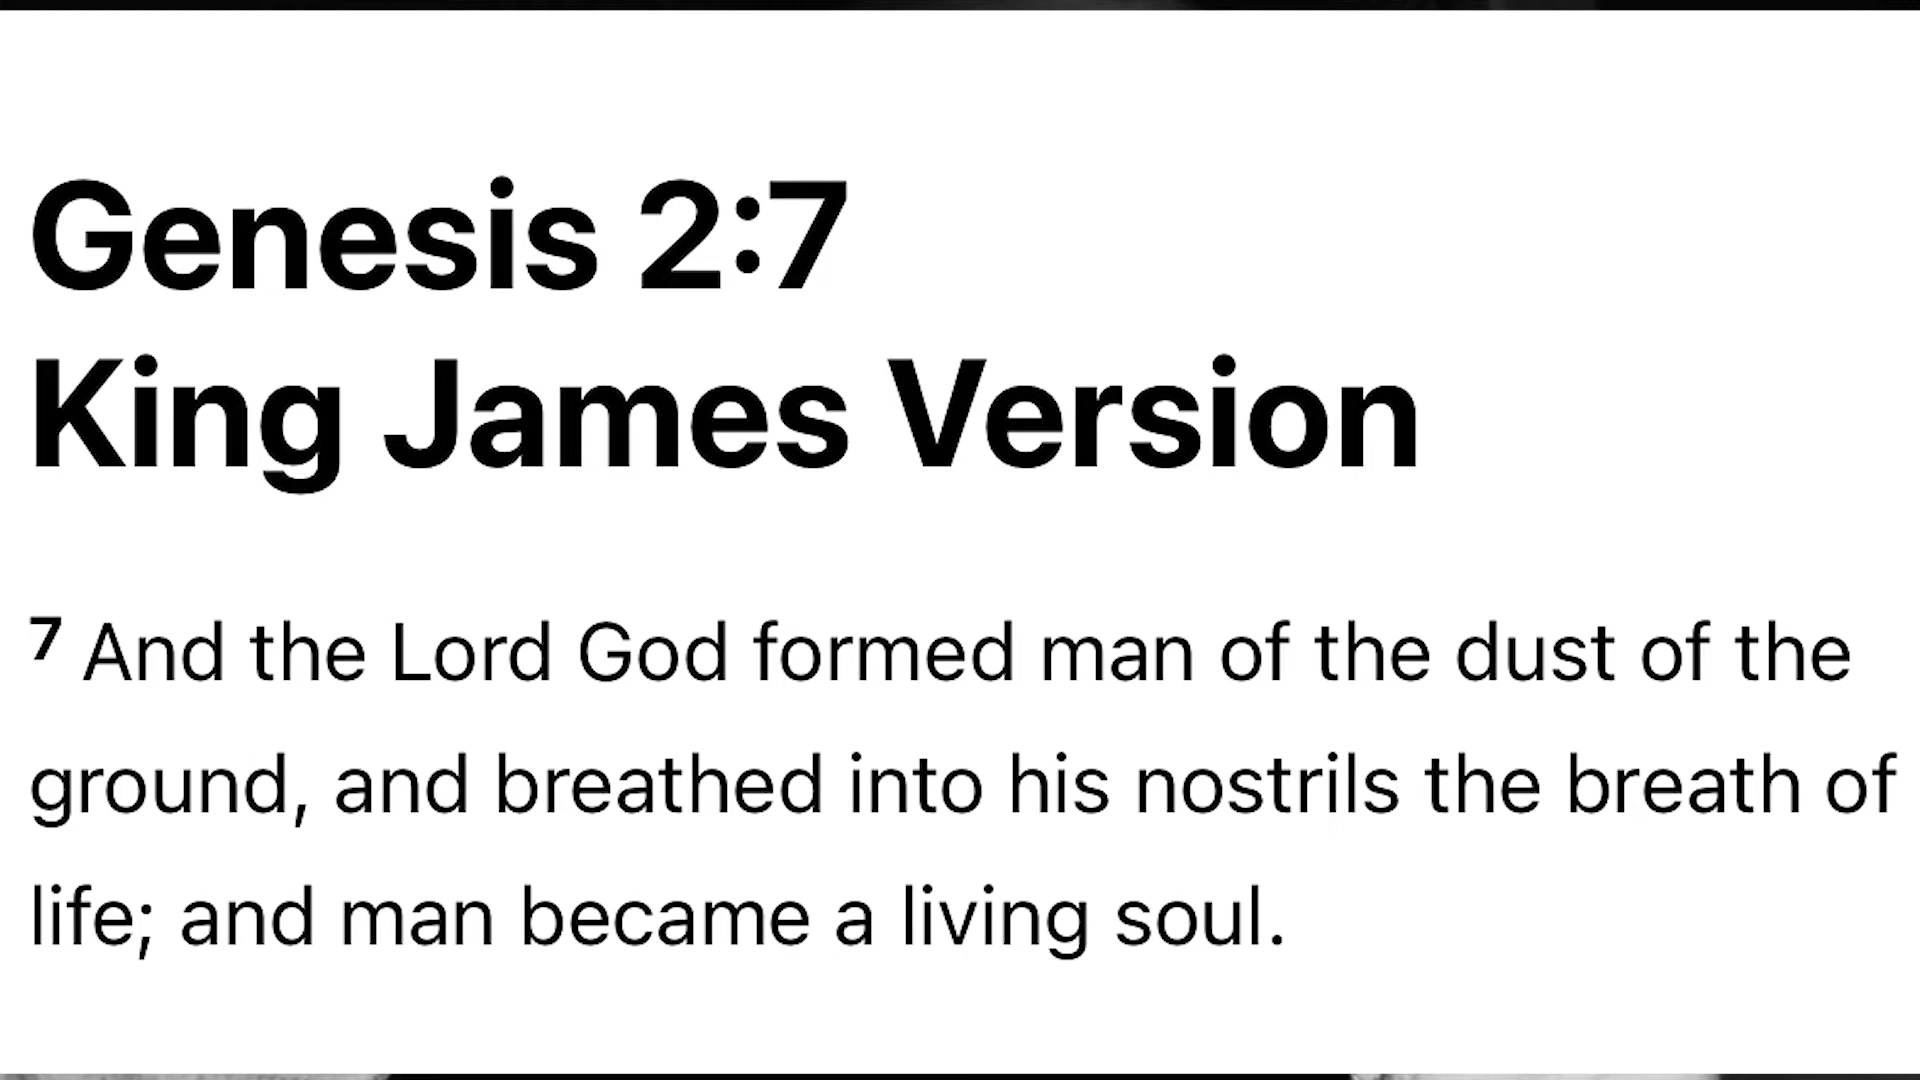 Genesis 2:7
King James Version
7 And the Lord God formed man of the dust of the
ground, and breathed into his nostrils the breath of
life; and man became a living soul.